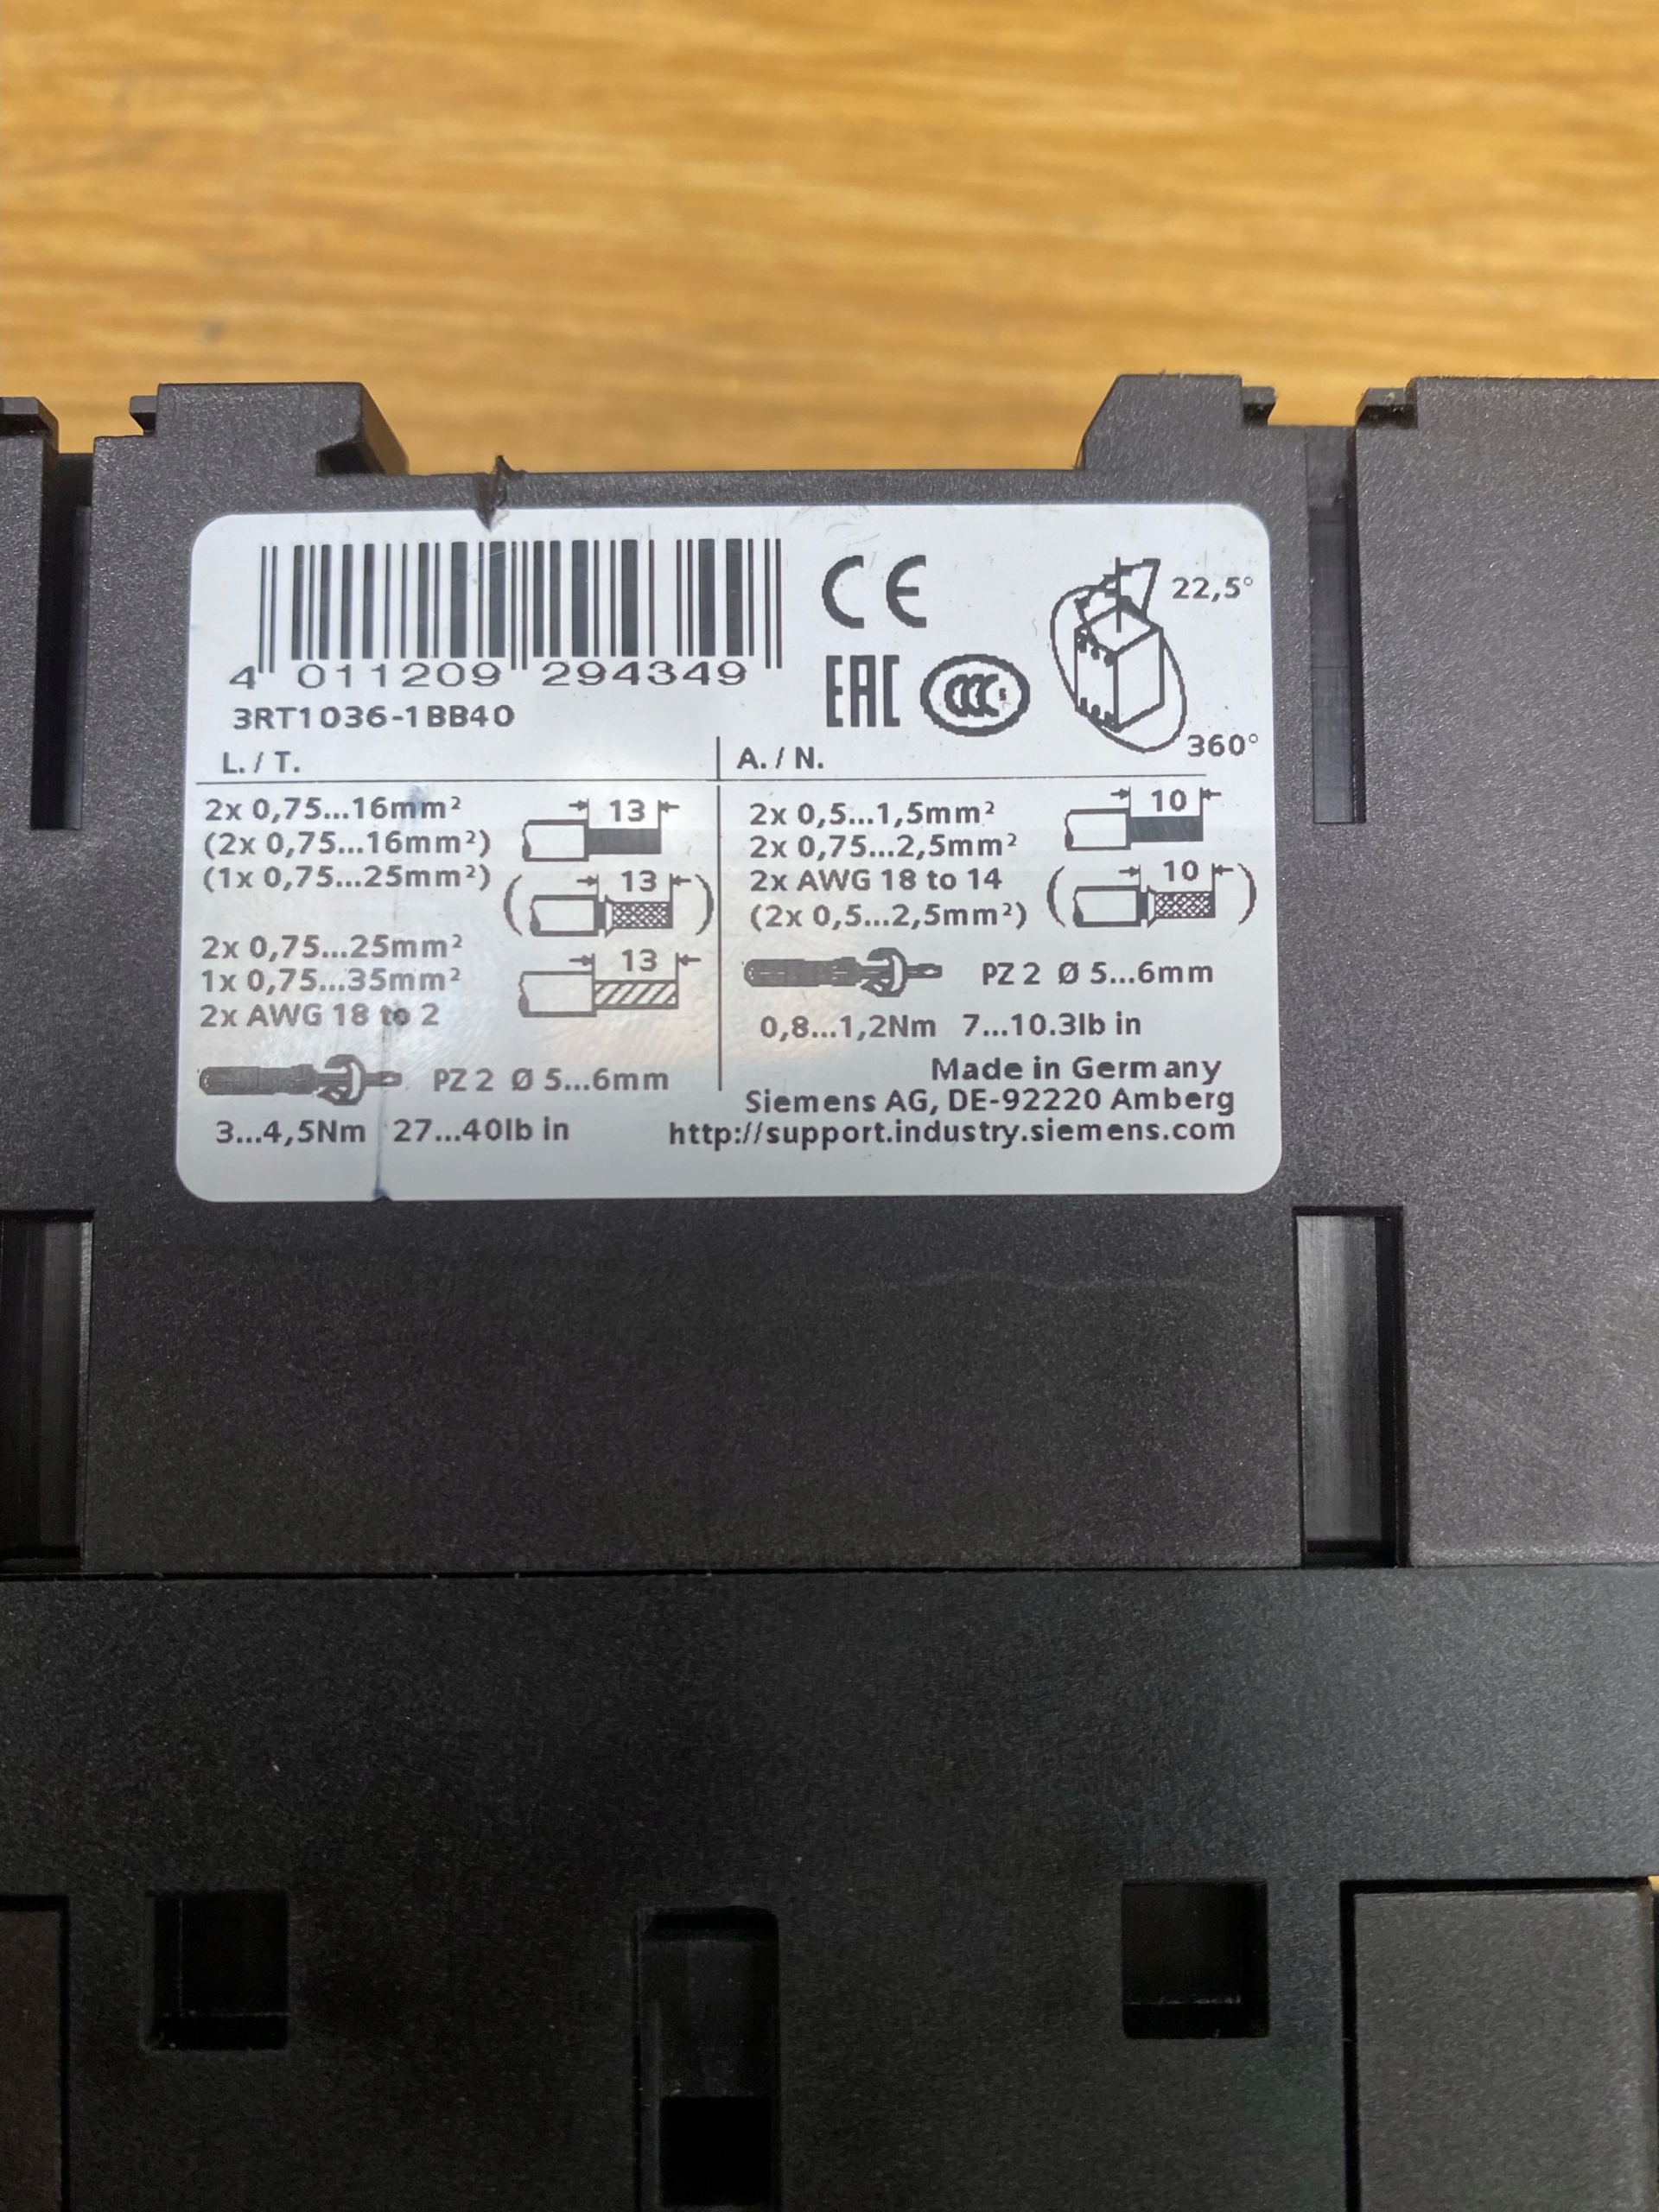 4 011209 294349
3RT1036-1BB40
CE
EAC
CCC S
22,5°
360°
L. / T.
2x 0,75...16mm²
(2x 0,75...16mm²)
(1x 0,75...25mm²)
13
13
2x 0,75...25mm²
1x 0,75...35mm²
2x AWG 18 to 2
13
PZ 2 Ø 5...6mm
3...4,5Nm 27...40lb in
A. / N.
2x 0,5...1,5mm²
2x 0,75...2,5mm²
2x AWG 18 to 14
(2x 0,5...2,5mm²)
10
10
PZ 2 Ø 5...6mm
0,8...1,2Nm 7...10.3lb in
Made in Germany
Siemens AG, DE-92220 Amberg
http://support.industry.siemens.com